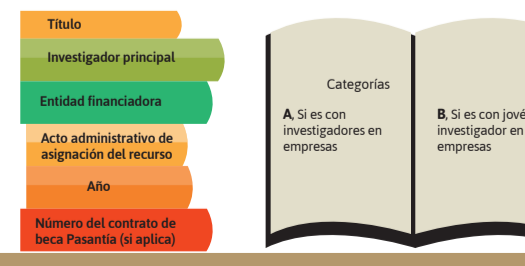 Título
Investigador principal
Entidad financiadora
Acto administrativo de
asignación del recurso
Año
Número del contrato de
beca Pasantía (si aplica)
Categorías
A, Si es con
investigadores en
empresas
B, Si es con jové
investigador en
empresas